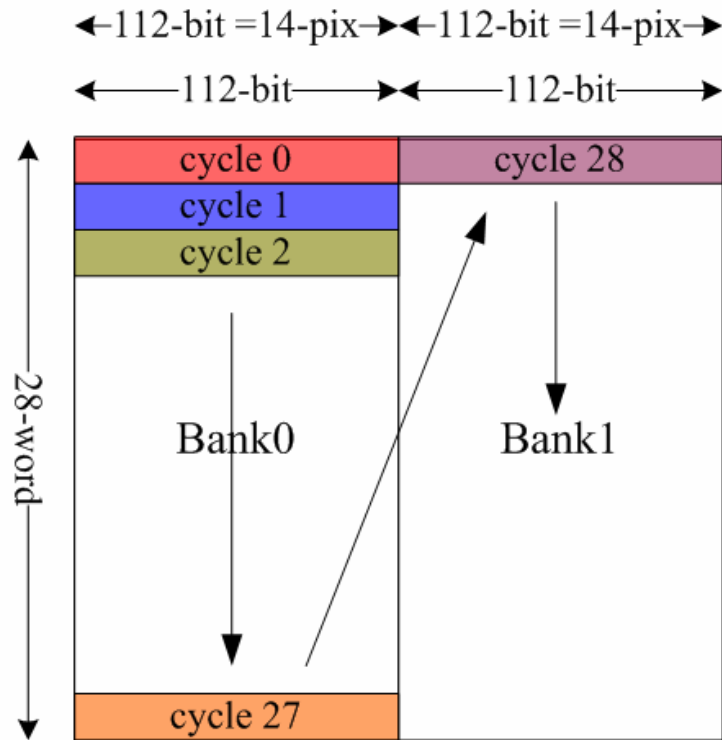 112-bit =14-pix 112-bit =14-pix
112-bit 112-bit
cycle 0 cycle 28
cycle 1
cycle 2
28-word
Bank0 Bank1
cycle 27